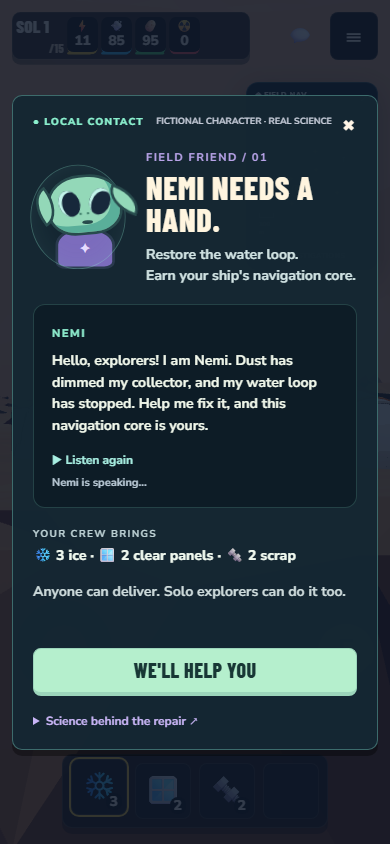 SOL 1
/15
11
85
95
0
● LOCAL CONTACT
FICTIONAL CHARACTER · REAL SCIENCE
✖
FIELD FRIEND / 01
NEMI NEEDS A
HAND.
Restore the water loop.
Earn your ship's navigation core.
NEMI
Hello, explorers! I am Nemi. Dust has
dimmed my collector, and my water loop
has stopped. Help me fix it, and this
navigation core is yours.
▶ Listen again
Nemi is speaking...
YOUR CREW BRINGS
3 ice · 2 clear panels · 2 scrap
Anyone can deliver. Solo explorers can do it too.
WE'LL HELP YOU
▶ Science behind the repair ↗
3
2
2